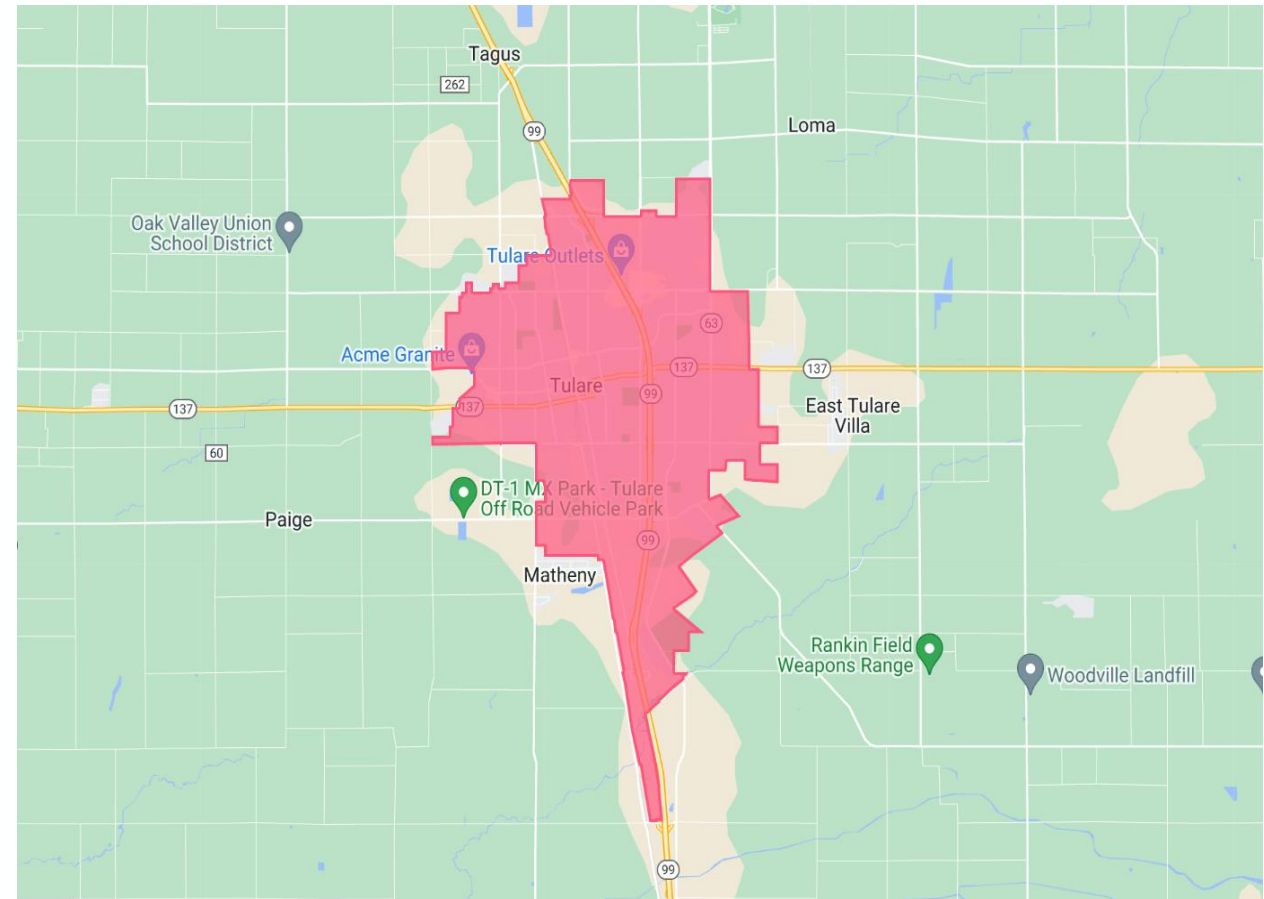 Tagus
262
99
Loma
Oak Valley Union
School District
Tulare Outlets
63
Acme Granite
137
137
Tulare
99
137
137
East Tulare
Villa
60
DT-1 MX Park - Tulare
Off Road Vehicle Park
Paige
99
Matheny
Rankin Field
Weapons Range
Woodville Landfill
99